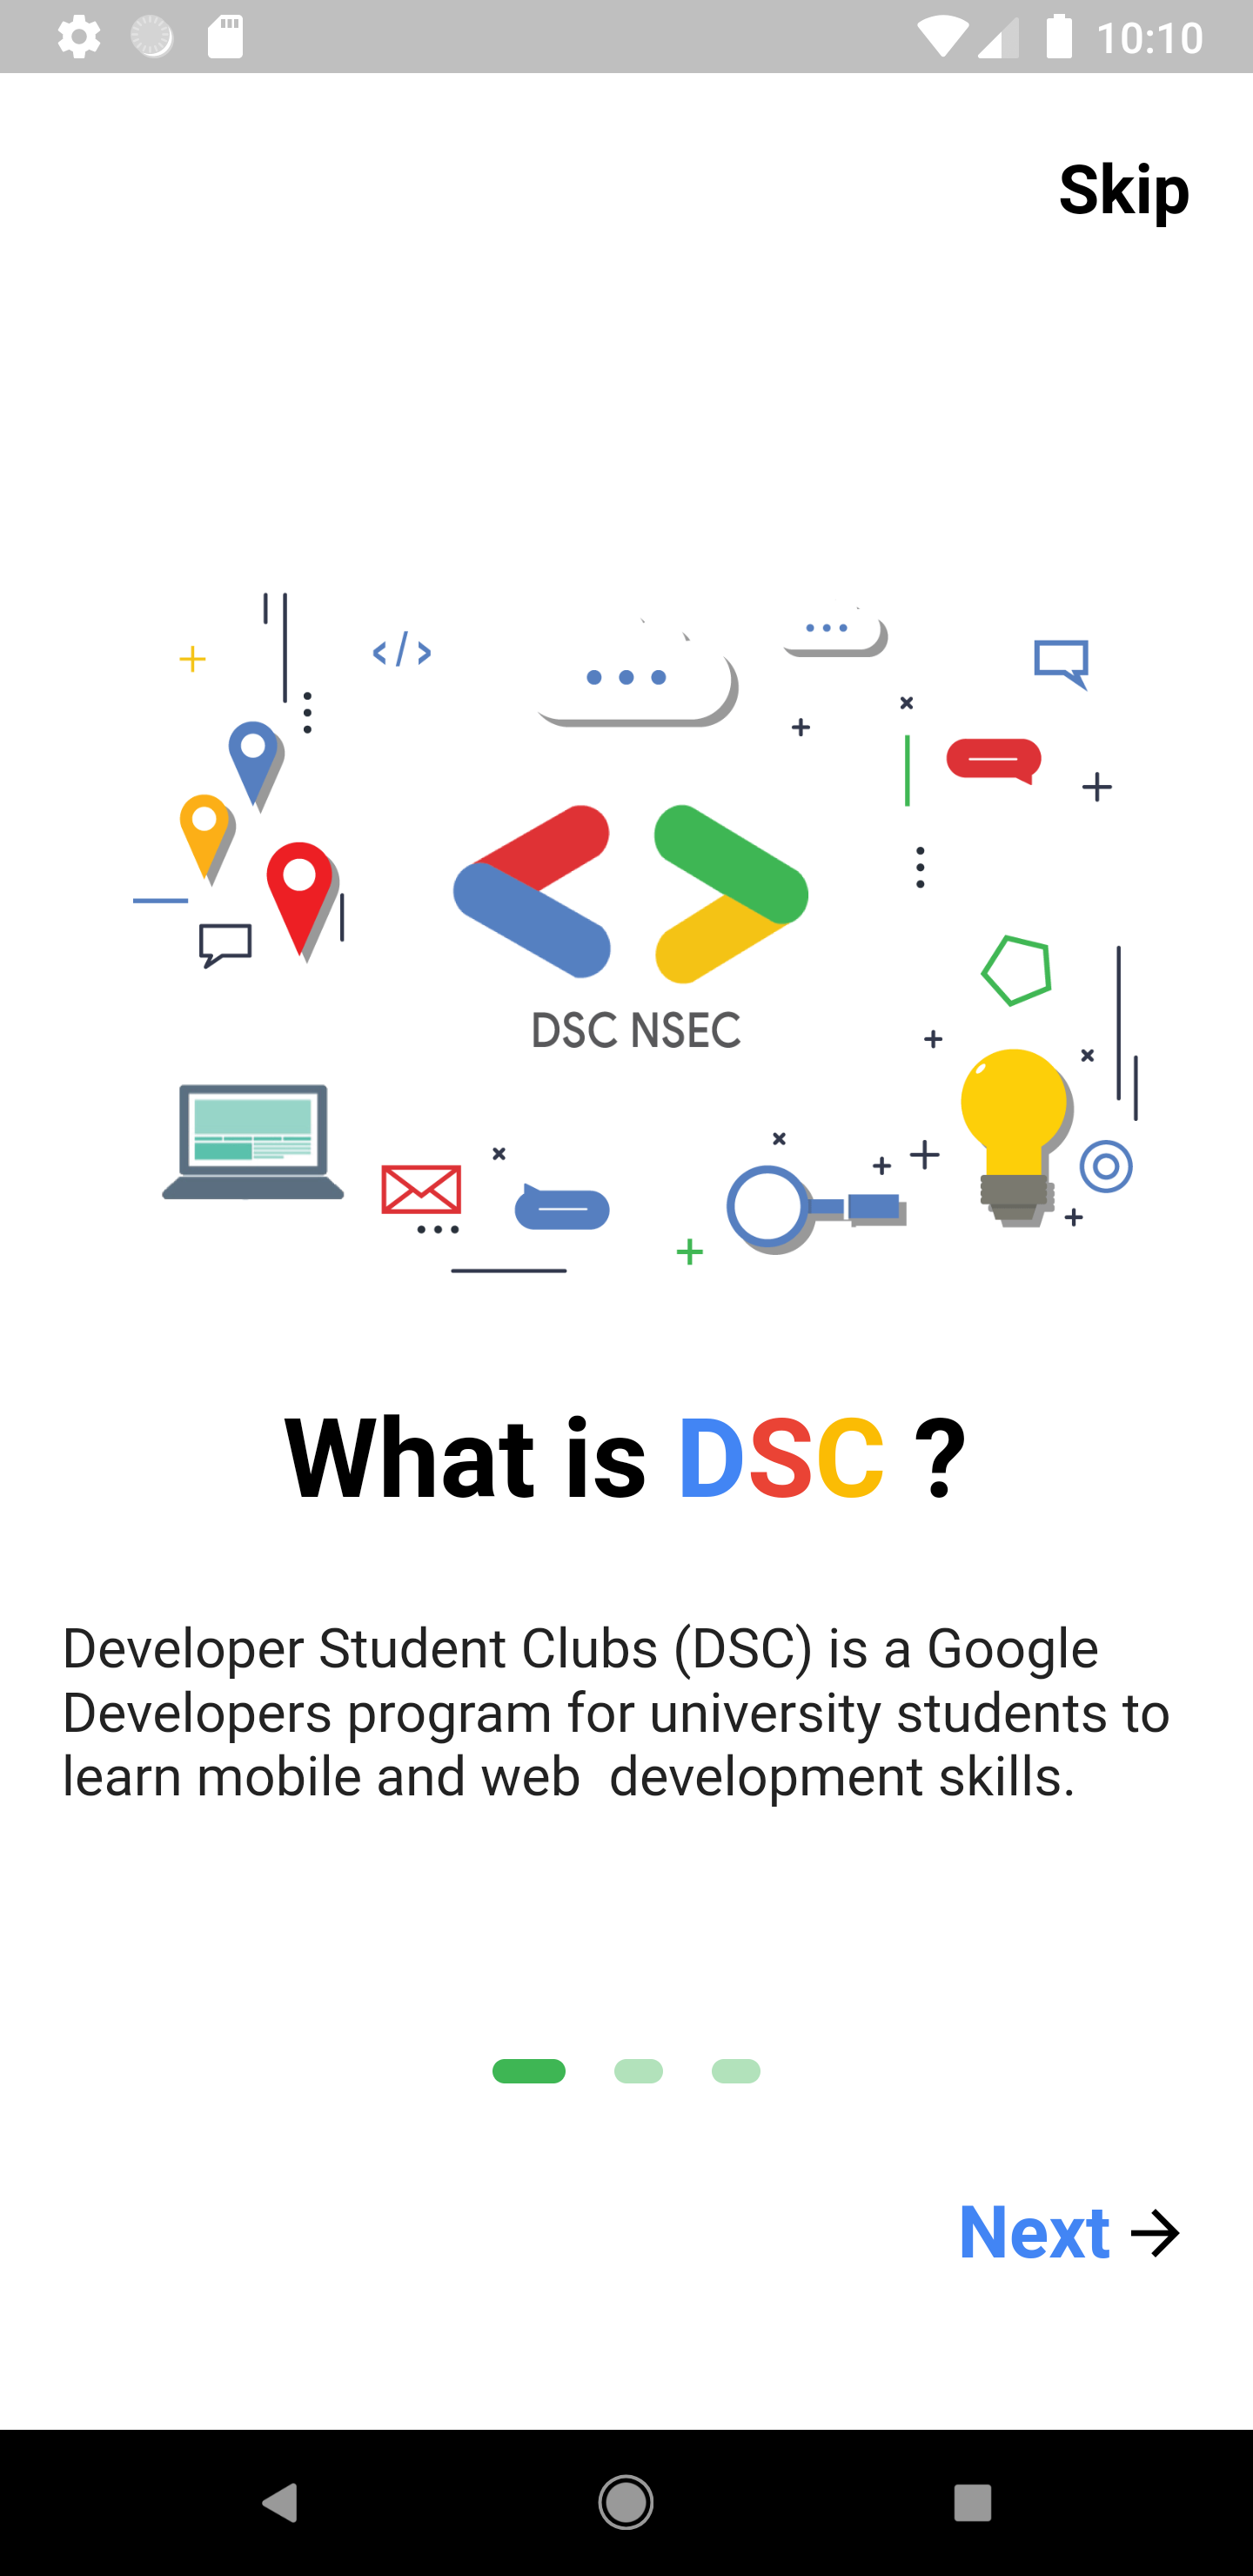 10:10
Skip
DSC NSEC
What is DSC ?
Developer Student Clubs (DSC) is a Google
Developers program for university students to
learn mobile and web  development skills.
Next